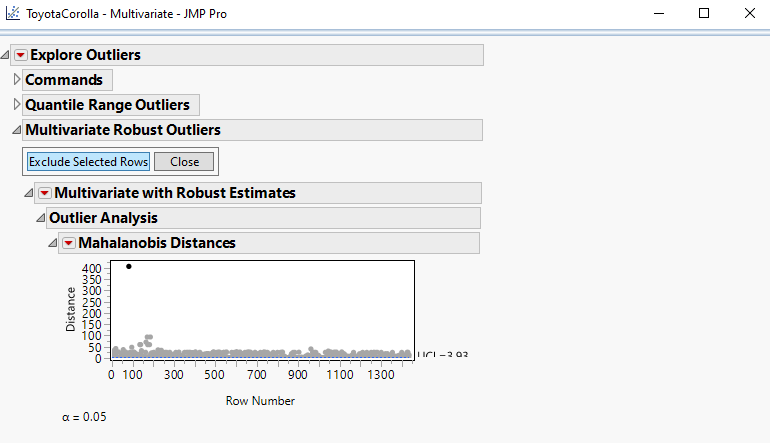 ToyotaCorolla - Multivariate - JMP Pro
Explore Outliers
Commands
Quantile Range Outliers
Multivariate Robust Outliers
Exclude Selected Rows Close
Multivariate with Robust Estimates
Outlier Analysis
Mahalanobis Distances
400
350
300
250
200
150
100
50
0
Distance
UCL=3.93
0 100 300 500 700 900 1100 1300
Row Number
α = 0.05